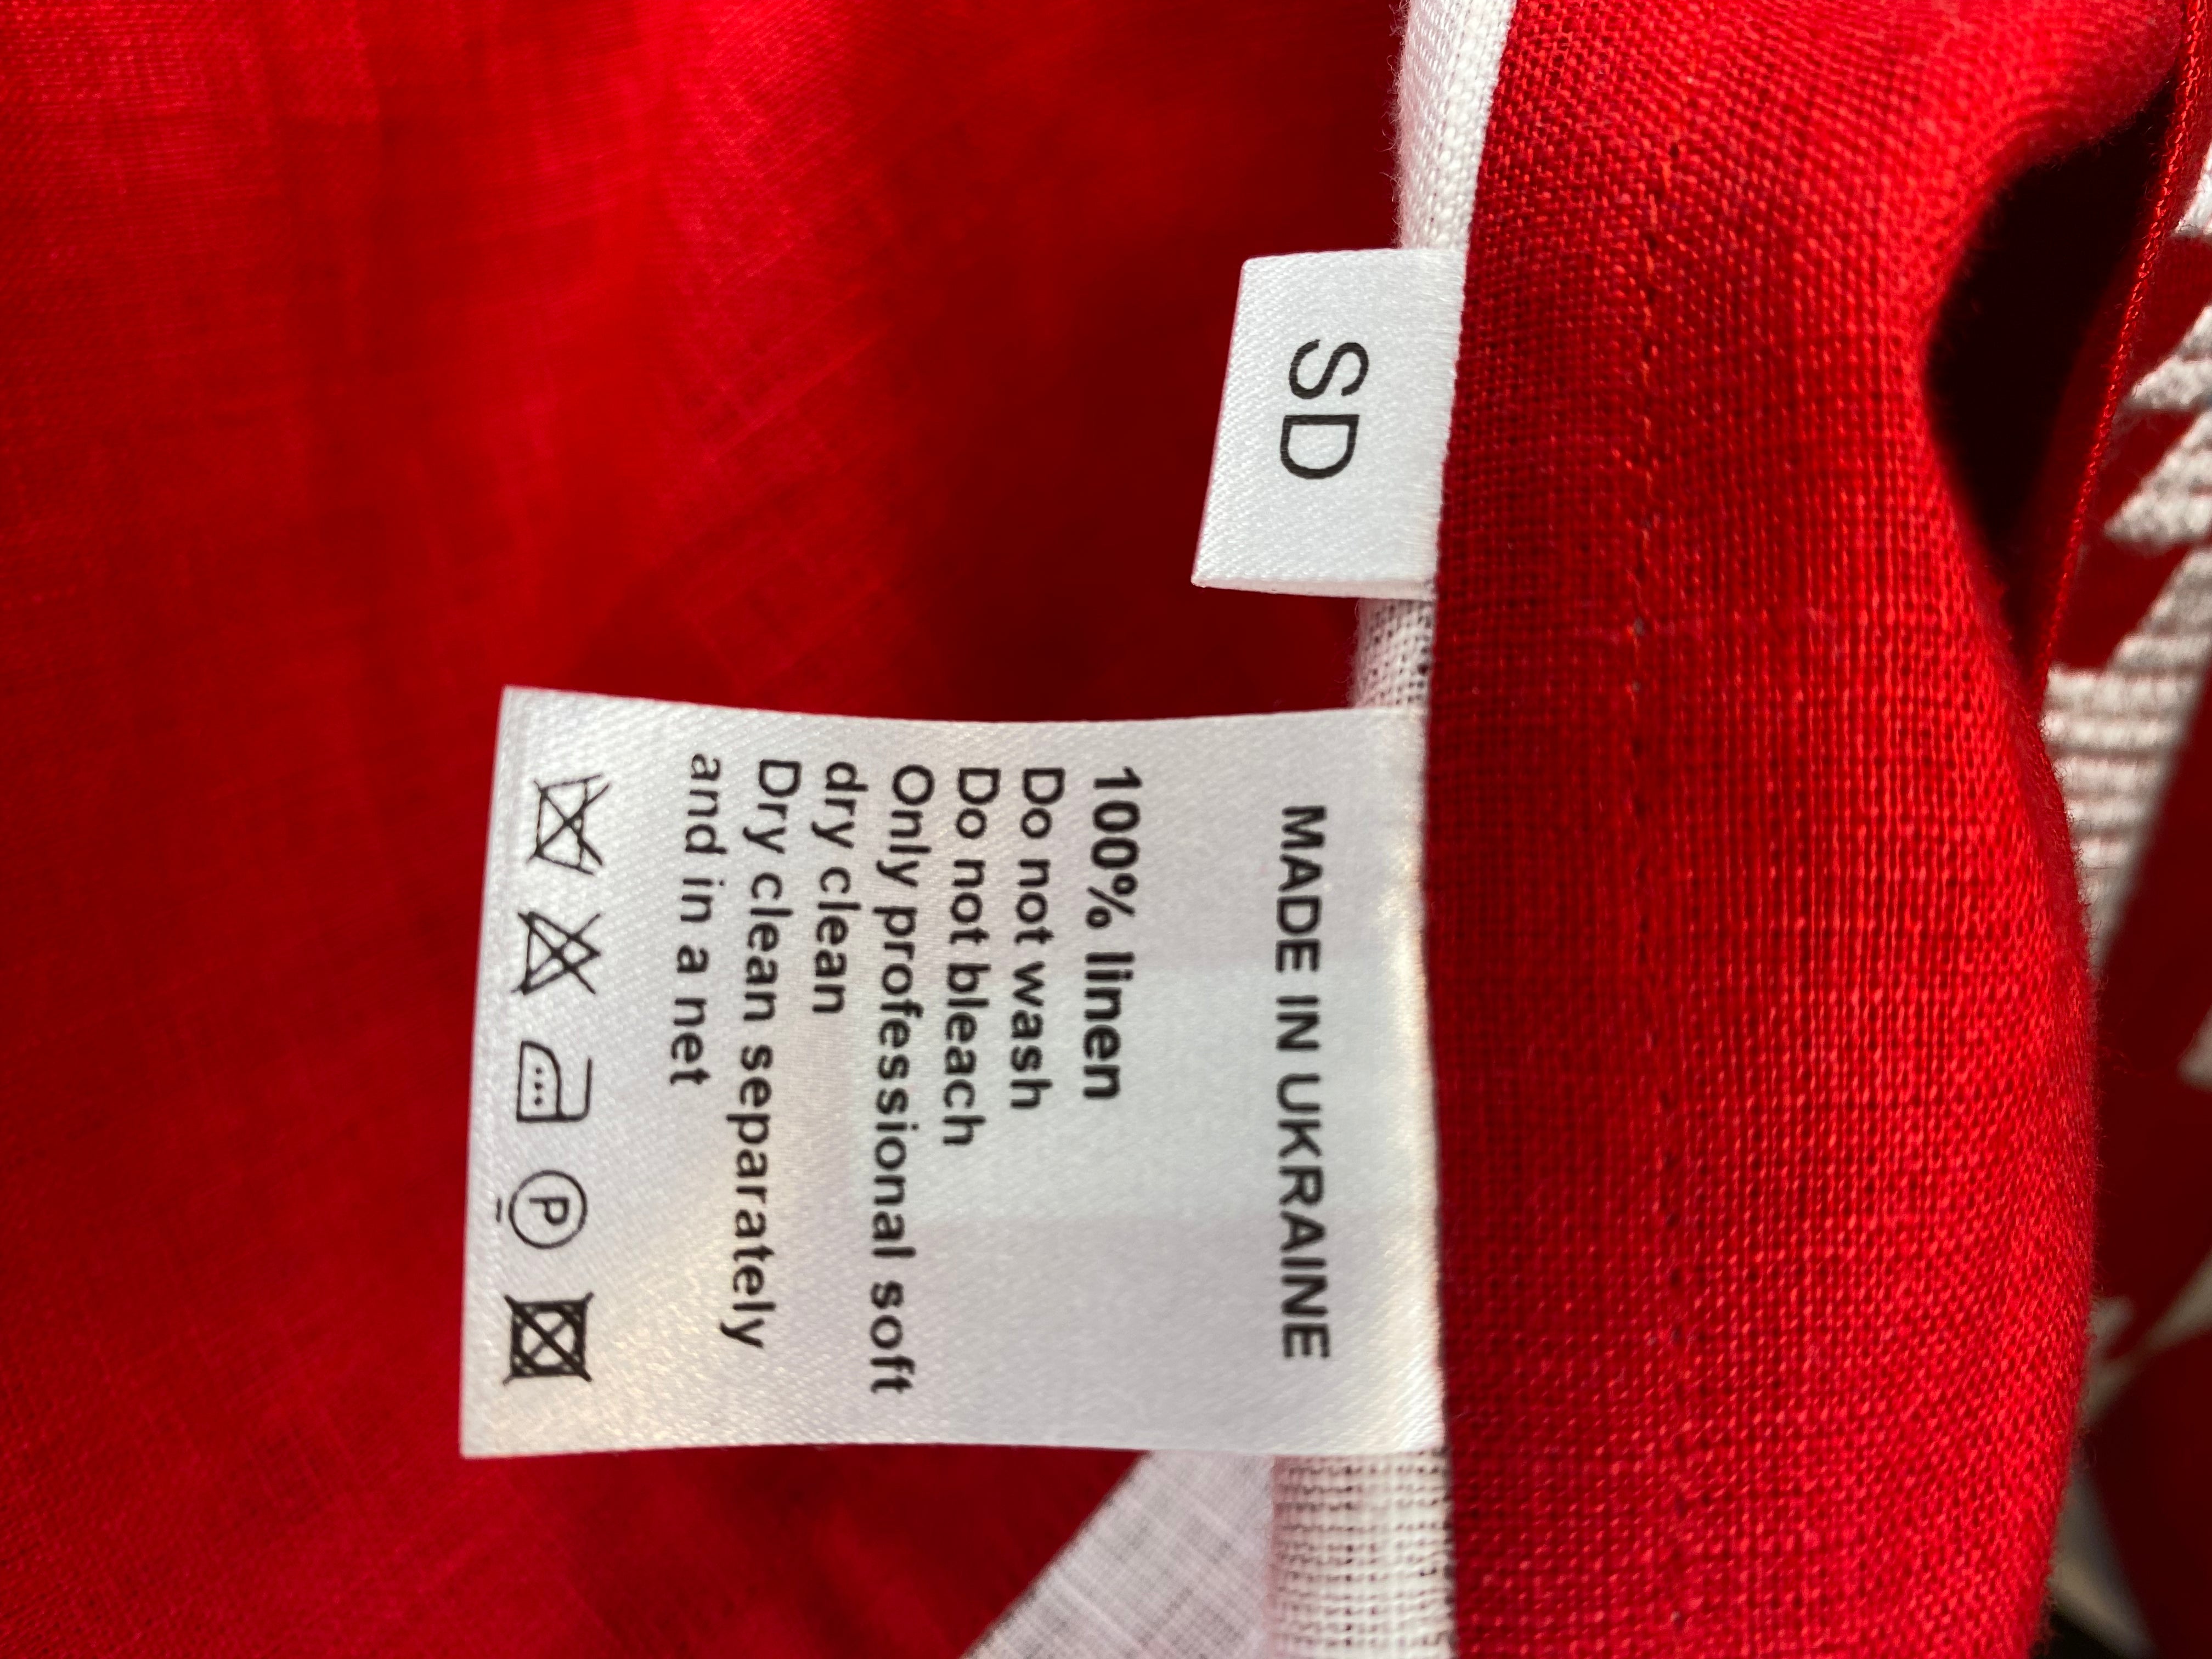 SD
MADE IN UKRAINE
100% linen
Do not wash
Do not bleach
Only professional soft
dry clean
Dry clean separately
and in a net
P